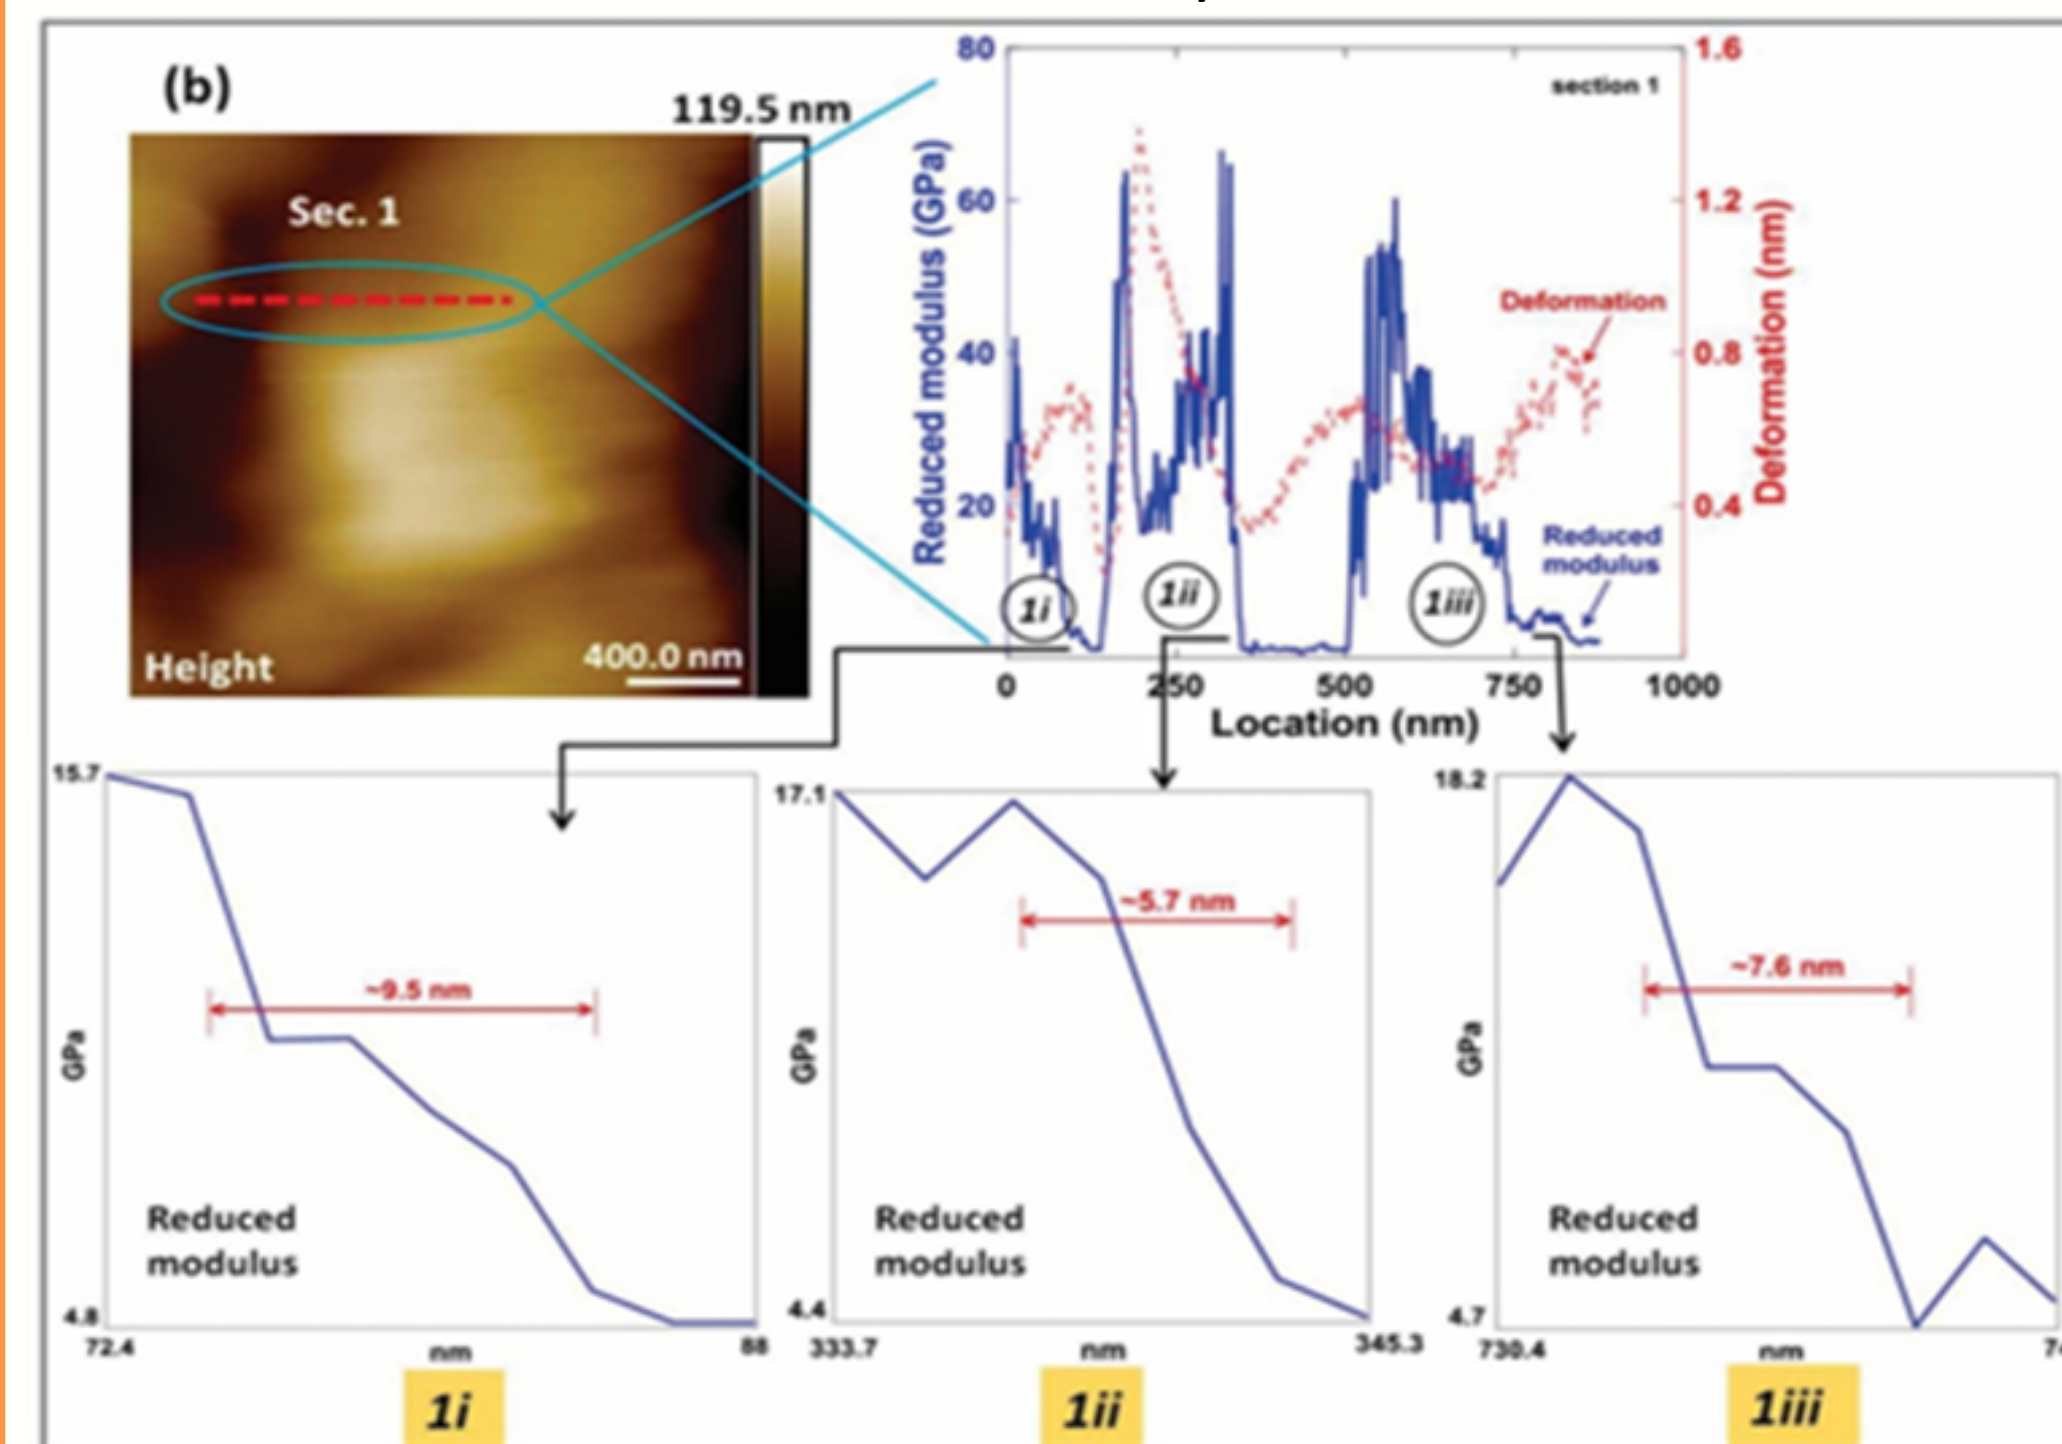 (b)
119.5 nm
Sec. 1
Height
400.0 nm
80
60
40
20
Reduced modulus (GPa)
section 1
1.6
1.2
0.8
0.4
Deformation (nm)
Deformation
Reduced
modulus
1i
1ii
1iii
0
250
500
750
1000
Location (nm)
15.7
GPa
4.8
~9.5 nm
Reduced
modulus
72.4
nm
88
1i
17.1
GPa
4.4
~5.7 nm
Reduced
modulus
333.7
nm
345.3
1ii
18.2
GPa
4.7
~7.6 nm
Reduced
modulus
730.4
nm
1iii